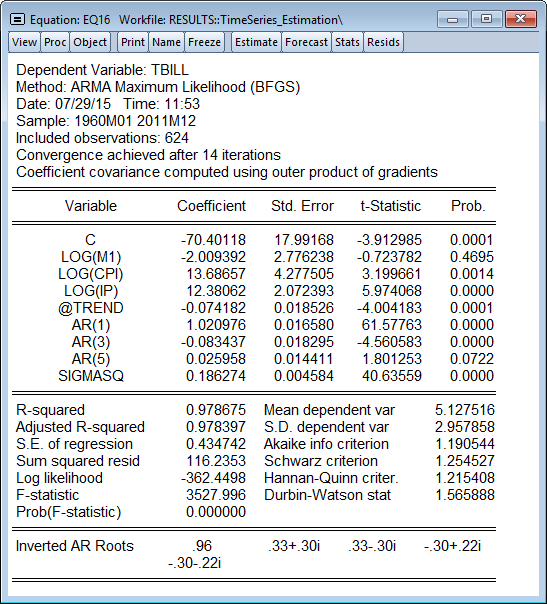 Equation: EQ16 Workfile: RESULTS::TimeSeries_Estimation\
View Proc Object Print Name Freeze Estimate Forecast Stats Resids
Dependent Variable: TBILL
Method: ARMA Maximum Likelihood (BFGS)
Date: 07/29/15 Time: 11:53
Sample: 1960M01 2011M12
Included observations: 624
Convergence achieved after 14 iterations
Coefficient covariance computed using outer product of gradients
Variable Coefficient Std. Error t-Statistic Prob.
C -70.40118 17.99168 -3.912985 0.0001
LOG(M1) -2.009392 2.776238 -0.723782 0.4695
LOG(CPI) 13.68657 4.277505 3.199661 0.0014
LOG(IP) 12.38062 2.072393 5.974068 0.0000
@TREND -0.074182 0.018526 -4.004183 0.0001
AR(1) 1.020976 0.016580 61.57763 0.0000
AR(3) -0.083437 0.018295 -4.560583 0.0000
AR(5) 0.025958 0.014411 1.801253 0.0722
SIGMASQ 0.186274 0.004584 40.63559 0.0000
R-squared 0.978675 Mean dependent var 5.127516
Adjusted R-squared 0.978397 S.D. dependent var 2.957858
S.E. of regression 0.434742 Akaike info criterion 1.190544
Sum squared resid 116.2353 Schwarz criterion 1.254527
Log likelihood -362.4498 Hannan-Quinn criter. 1.215408
F-statistic 3527.996 Durbin-Watson stat 1.565888
Prob(F-statistic) 0.000000
Inverted AR Roots .96 .33+.30i .33-.30i -.30+.22i
-.30-.22i